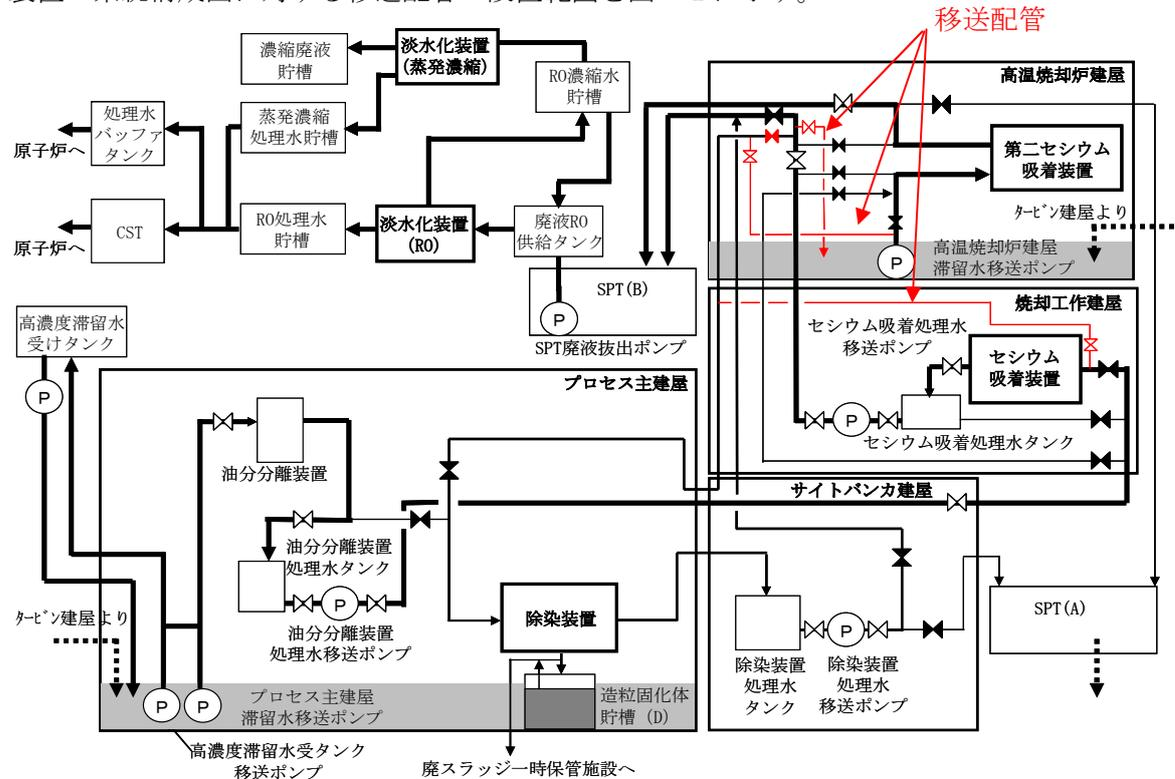 移送配管
濃縮廃液
貯槽
淡水化装置
(蒸発濃縮)
RO濃縮水
貯槽
高温焼却炉建屋
処理水
バッファ
タンク
蒸発濃縮
処理水貯槽
原子炉へ
第二セシウム
吸着装置
CST
RO処理水
貯槽
淡水化装置
(RO)
廃液RO
供給タンク
原子炉へ
ﾀｰﾋﾞﾝ建屋より
P
高温焼却炉建屋
滞留水移送ポンプ
SPT(B)
P
SPT廃液抜出ポンプ
焼却工作建屋
高濃度滞留水
受けタンク
セシウム吸着処理水
移送ポンプ
セシウム
吸着装置
P
プロセス主建屋
P
セシウム吸着処理水タンク
油分分離装置
サイトバンカ建屋
油分分離装置
処理水タンク
P
油分分離装置
処理水移送ポンプ
ﾀｰﾋﾞﾝ建屋より
除染装置
P
SPT(A)
除染装置
処理水
タンク
除染装置
処理水
移送ポンプ
P
P
プロセス主建屋
滞留水移送ポンプ
造粒固化体
貯槽 (D)
高濃度滞留水受タンク
移送ポンプ
廃スラッジ一時保管施設へ